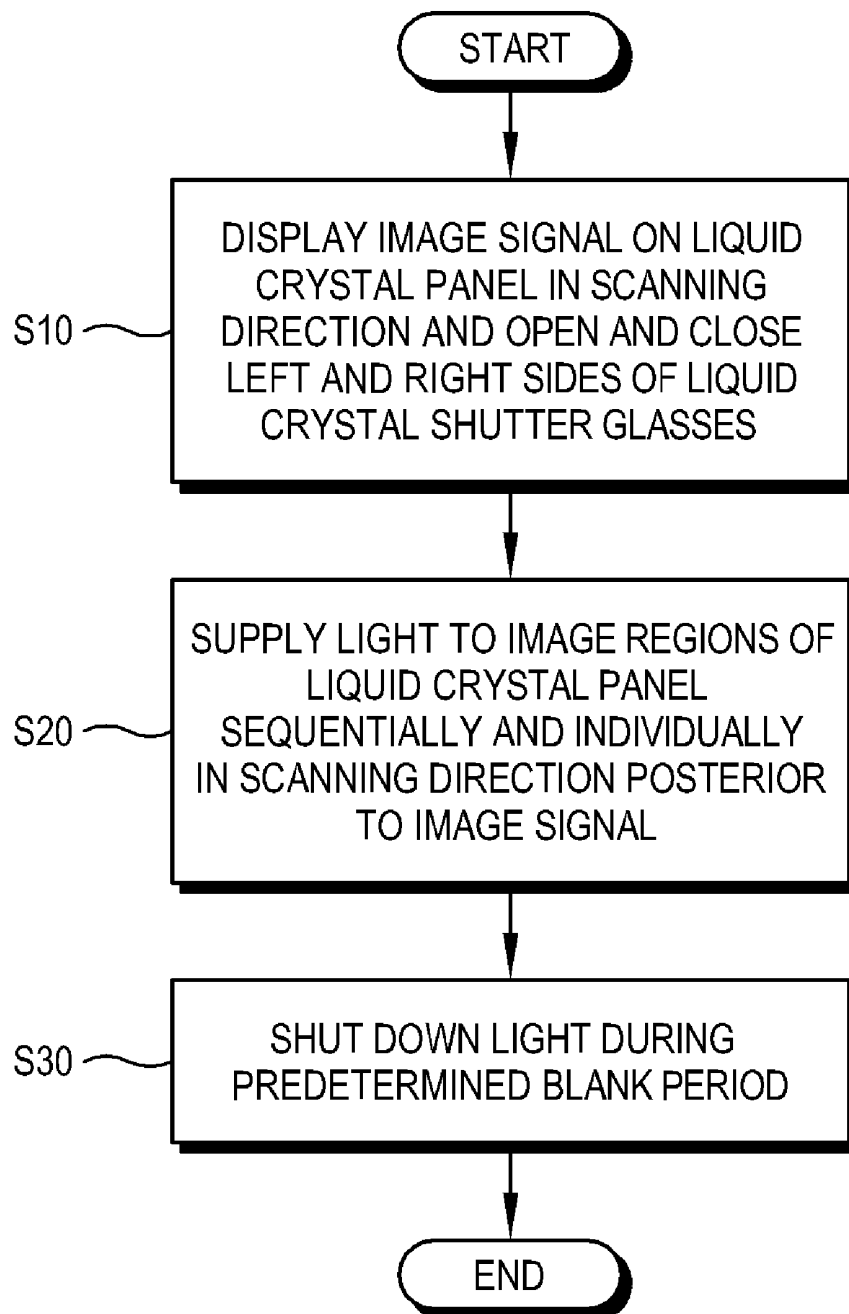 START
S10
DISPLAY IMAGE SIGNAL ON LIQUID
CRYSTAL PANEL IN SCANNING
DIRECTION AND OPEN AND CLOSE
LEFT AND RIGHT SIDES OF LIQUID
CRYSTAL SHUTTER GLASSES
S20
SUPPLY LIGHT TO IMAGE REGIONS OF
LIQUID CRYSTAL PANEL
SEQUENTIALLY AND INDIVIDUALLY
IN SCANNING DIRECTION POSTERIOR
TO IMAGE SIGNAL
S30
SHUT DOWN LIGHT DURING
PREDETERMINED BLANK PERIOD
END